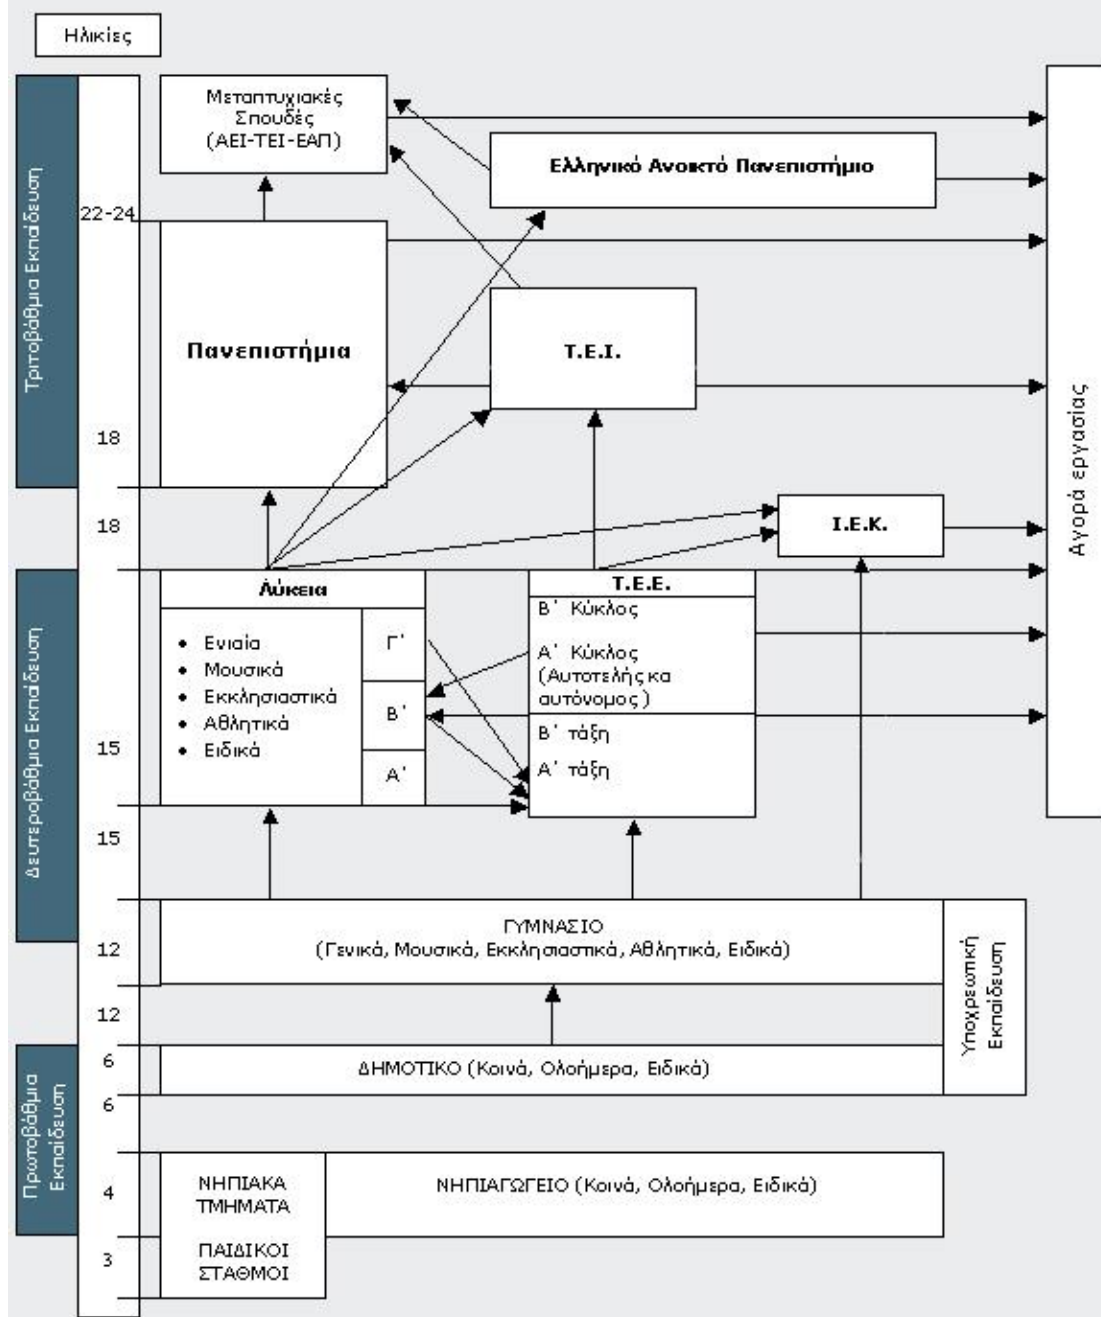 Ηλικίες
Τριτοβάθμια Εκπαίδευση
Μεταπτυχιακές
Σπουδές
(ΑΕΙ-ΤΕΙ-ΕΑΠ)
Ελληνικό Ανοικτό Πανεπιστήμιο
22-24
Πανεπιστήμια
Τ.Ε.Ι.
18
18
Ι.Ε.Κ.
Αγορά εργασίας
Δευτεροβάθμια Εκπαίδευση
Λύκεια
• Ενιαία
• Μουσικά
• Εκκλησιαστικά
• Αθλητικά
• Ειδικά
Γ΄
Β΄
Α΄
Τ.Ε.Ε.
Β΄ Κύκλος
Α΄ Κύκλος
(Αυτοτελής κα
αυτόνομος )
Β΄ τάξη
Α΄ τάξη
15
15
ΓΥΜΝΑΣΙΟ
(Γενικά, Μουσικά, Εκκλησιαστικά, Αθλητικά, Ειδικά)
12
12
Υποχρεωτική
Εκπαίδευση
Πρωτοβάθμια
Εκπαίδευση
6
ΔΗΜΟΤΙΚΟ (Κοινά, Ολοήμερα, Ειδικά)
6
4
ΝΗΠΙΑΚΑ
ΤΜΗΜΑΤΑ
ΝΗΠΙΑΓΩΓΕΙΟ (Κοινά, Ολοήμερα, Ειδικά)
3
ΠΑΙΔΙΚΟΙ
ΣΤΑΘΜΟΙ